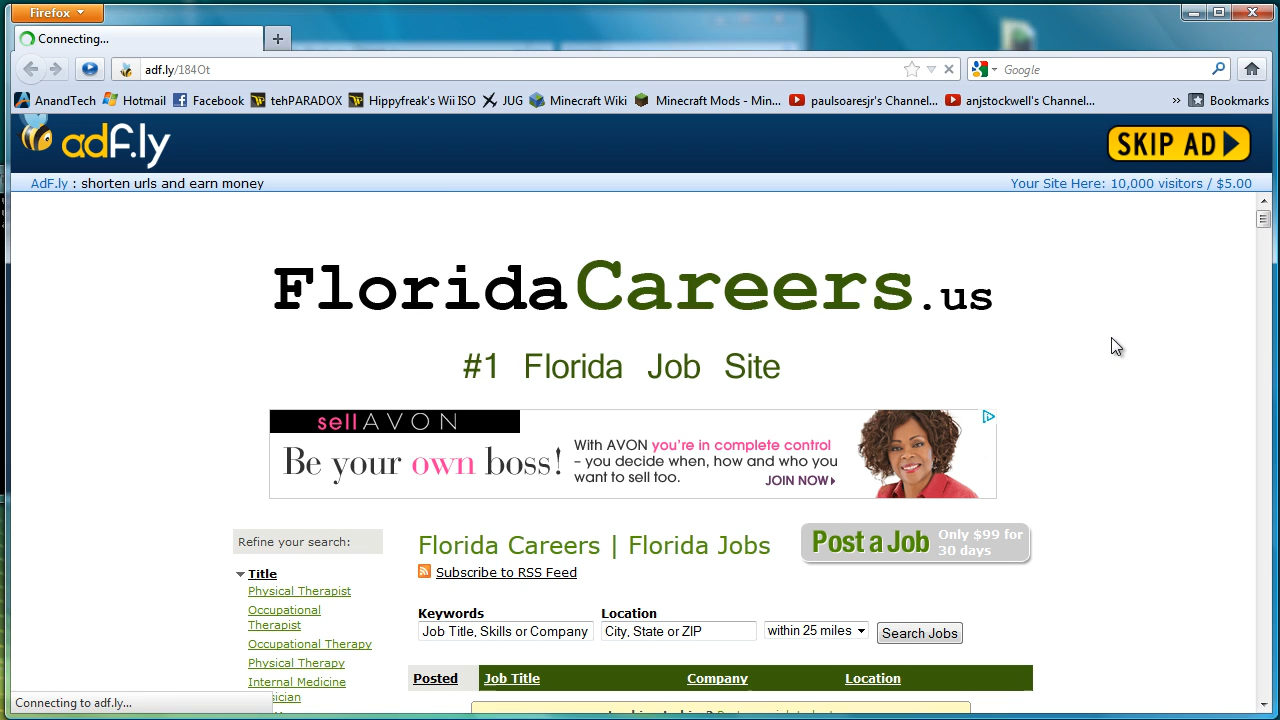 Firefox
Connecting...
adf.ly/184Ot
Google
AnandTech Hotmail Facebook tehPARADOX Hippyfreak's Wii ISO JUG Minecraft Wiki Minecraft Mods - Min... paulsoaresjr's Channel... anjstockwell's Channel... » Bookmarks
adf.ly
SKIP AD
AdF.ly : shorten urls and earn money
Your Site Here: 10,000 visitors / $5.00
FloridaCareers.us
#1 Florida Job Site
sell AVON
Be your own boss!
With AVON you're in complete control
– you decide when, how and who you
want to sell too.
JOIN NOW
Refine your search:
Florida Careers | Florida Jobs
Post a Job
Only $99 for
30 days
Subscribe to RSS Feed
Title
Physical Therapist
Occupational
Therapist
Occupational Therapy
Physical Therapy
Internal Medicine
Keywords
Location
Job Title, Skills or Company
City, State or ZIP
within 25 miles
Search Jobs
Posted
Job Title
Company
Location
Connecting to adf.ly...